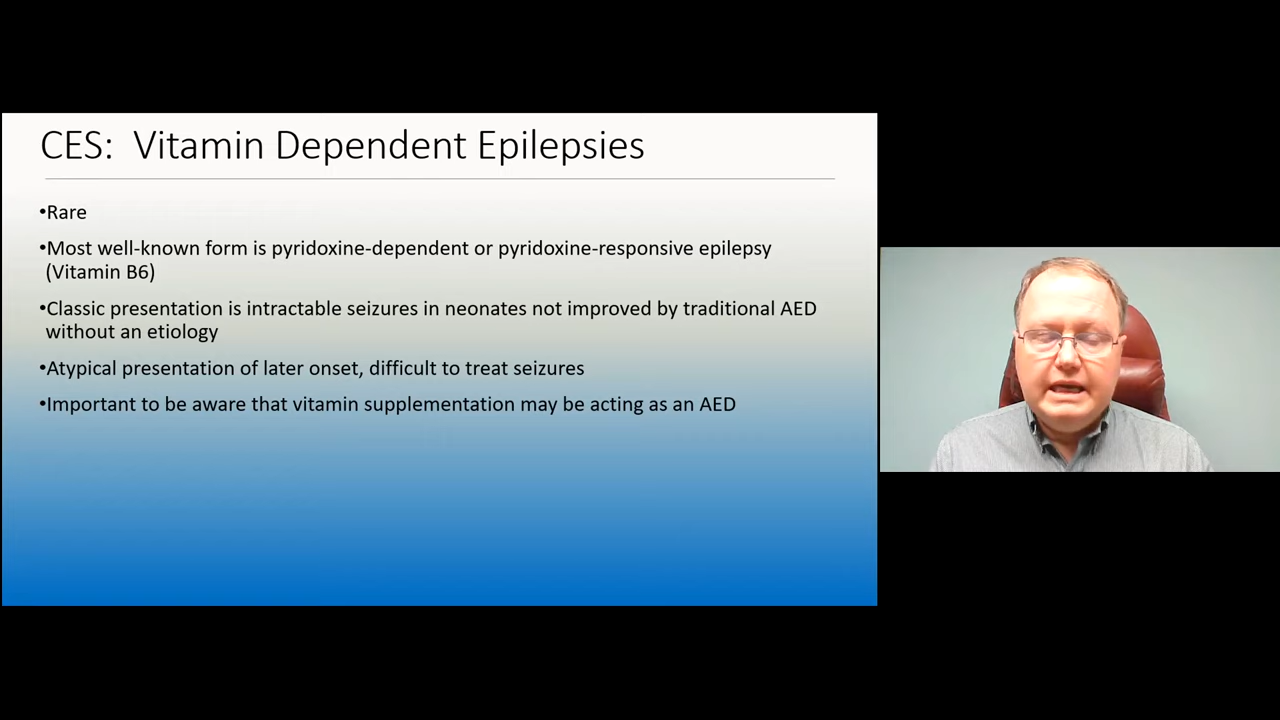 CES:  Vitamin Dependent Epilepsies
•Rare
•Most well-known form is pyridoxine-dependent or pyridoxine-responsive epilepsy
(Vitamin B6)
•Classic presentation is intractable seizures in neonates not improved by traditional AED
without an etiology
•Atypical presentation of later onset, difficult to treat seizures
•Important to be aware that vitamin supplementation may be acting as an AED